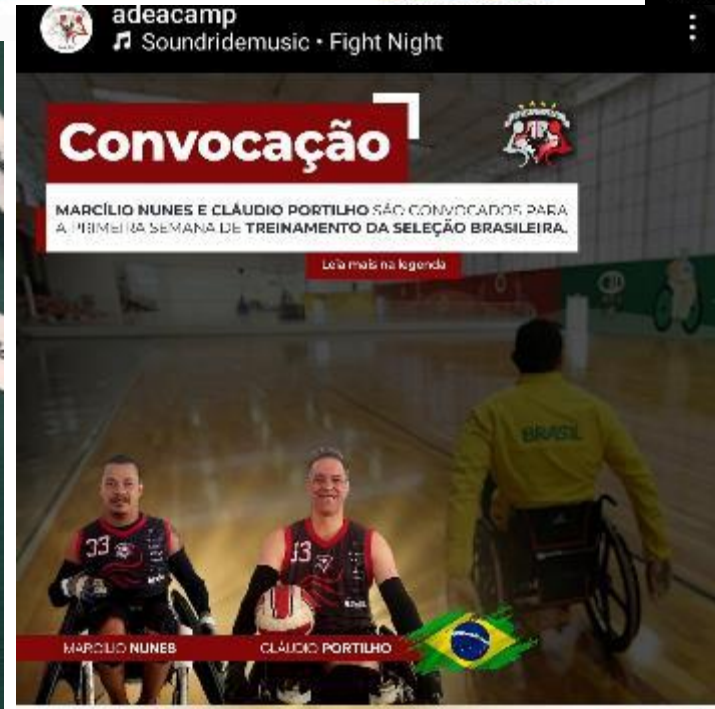 adeacamp
Soundridemusic • Fight Night
Convocação
MARCÍLIO NUNES E CLÁUDIO PORTILHO SÃO CONVOCADOS PARA
A PRIMEIRA SEMANA DE TREINAMENTO DA SELEÇÃO BRASILEIRA.
Leia mais na legenda
BRASIL
33
13
MARCÍLIO NUNES
CLÁUDIO PORTILHO